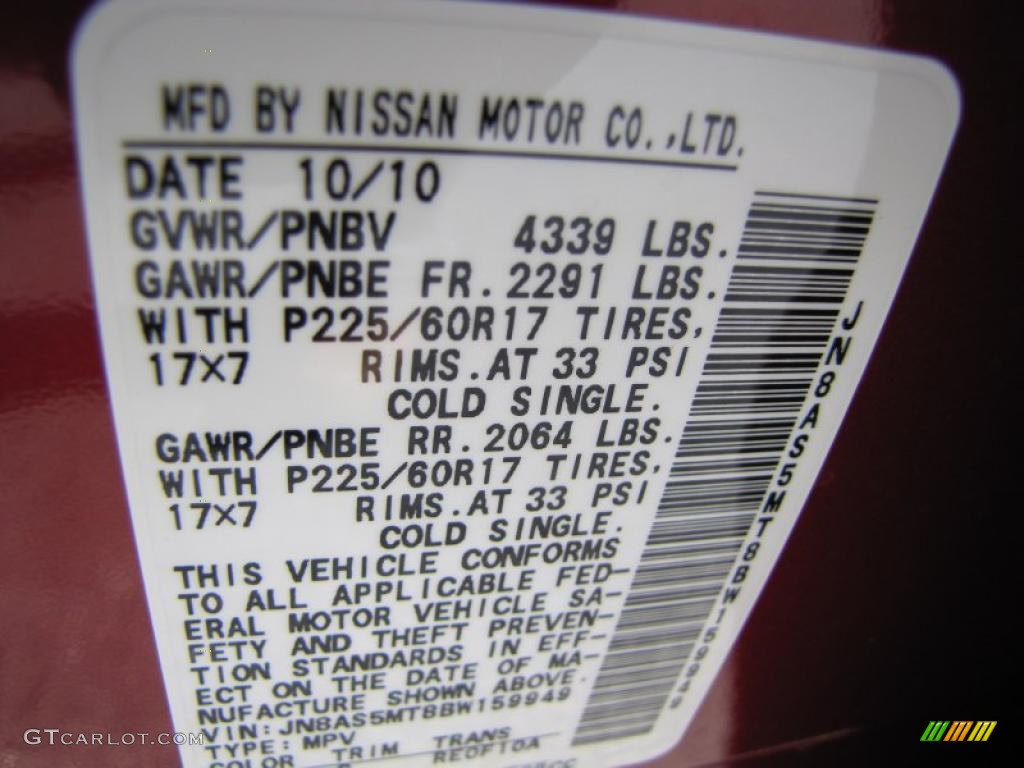 MFD BY NISSAN MOTOR CO.,LTD.
DATE 10/10
GVWR/PNBV 4339 LBS.
GAWR/PNBE FR. 2291 LBS.
WITH P225/60R17 TIRES,
17×7 RIMS. AT 33 PSI
COLD SINGLE.
GAWR/PNBE RR. 2064 LBS.
WITH P225/60R17 TIRES,
17×7 RIMS. AT 33 PSI
COLD SINGLE.
THIS VEHICLE CONFORMS
TO ALL APPLICABLE FED-
ERAL MOTOR VEHICLE SA-
FETY AND THEFT PREVEN-
TION STANDARDS IN EFF-
ECT ON THE DATE OF MA-
NUFACTURE SHOWN ABOVE.
VIN: JN8AS5MT8BW159949
TYPE: MPV
COLOR TRIM TRANS
RE0F10A
JN8AS5MT8BW159949
GTCARLOT.COM